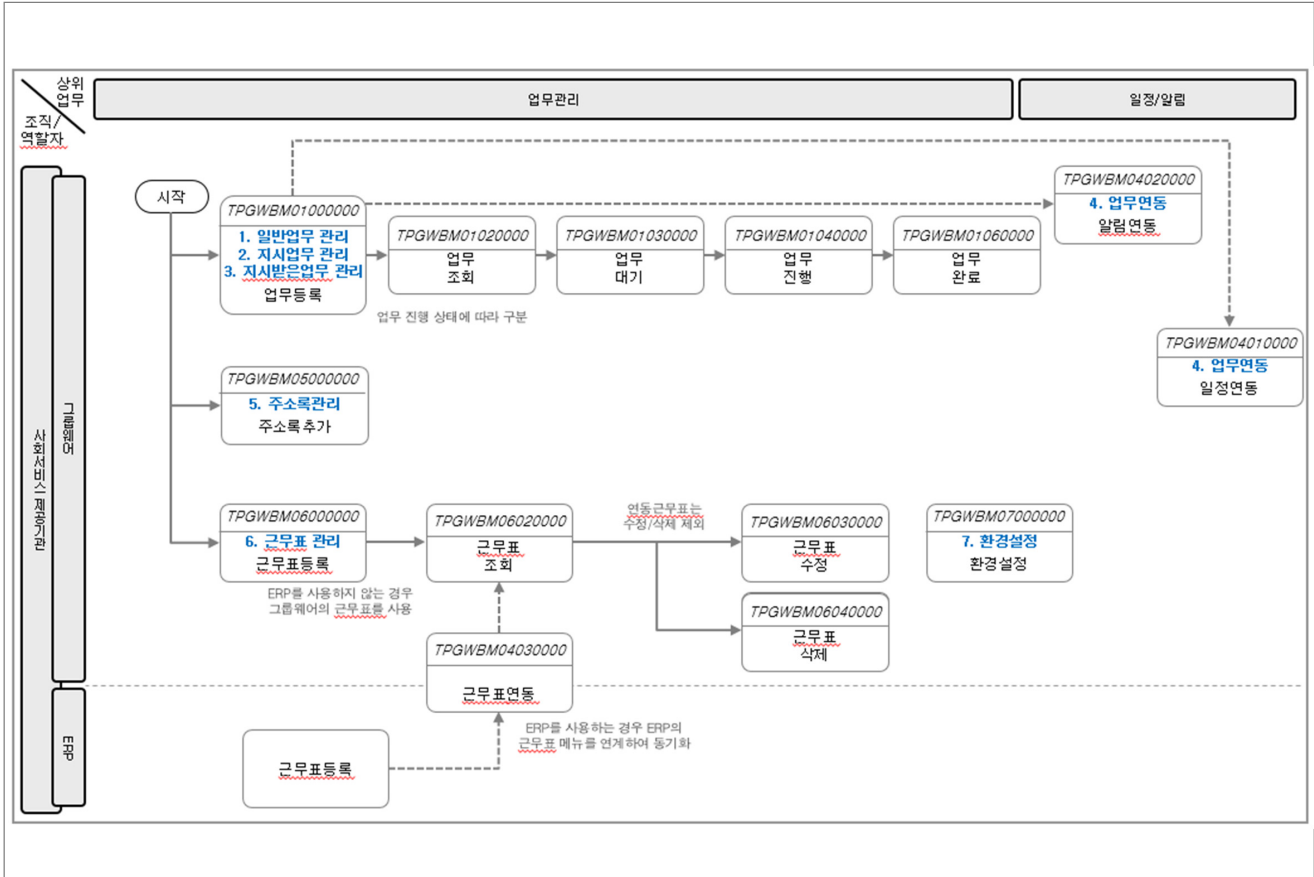 상위
업무
조직/
역할자
업무관리
일정/알림
사회서비스 제공기관
그룹웨어
ERP
시작
TPGWBM01000000
1. 일반업무 관리
2. 지시업무 관리
3. 지시받은업무 관리
업무등록
TPGWBM01020000
업무
조회
TPGWBM01030000
업무
대기
TPGWBM01040000
업무
진행
TPGWBM01060000
업무
완료
업무 진행 상태에 따라 구분
TPGWBM04020000
4. 업무연동
알림연동
TPGWBM04010000
4. 업무연동
일정연동
TPGWBM05000000
5. 주소록관리
주소록추가
TPGWBM06000000
6. 근무표 관리
근무표등록
ERP를 사용하지 않는 경우
그룹웨어의 근무표를 사용
TPGWBM06020000
근무표
조회
연동근무표는
수정/삭제 제외
TPGWBM06030000
근무표
수정
TPGWBM07000000
7. 환경설정
환경설정
TPGWBM06040000
근무표
삭제
TPGWBM04030000
근무표연동
ERP를 사용하는 경우 ERP의
근무표 메뉴를 연계하여 동기화
근무표등록